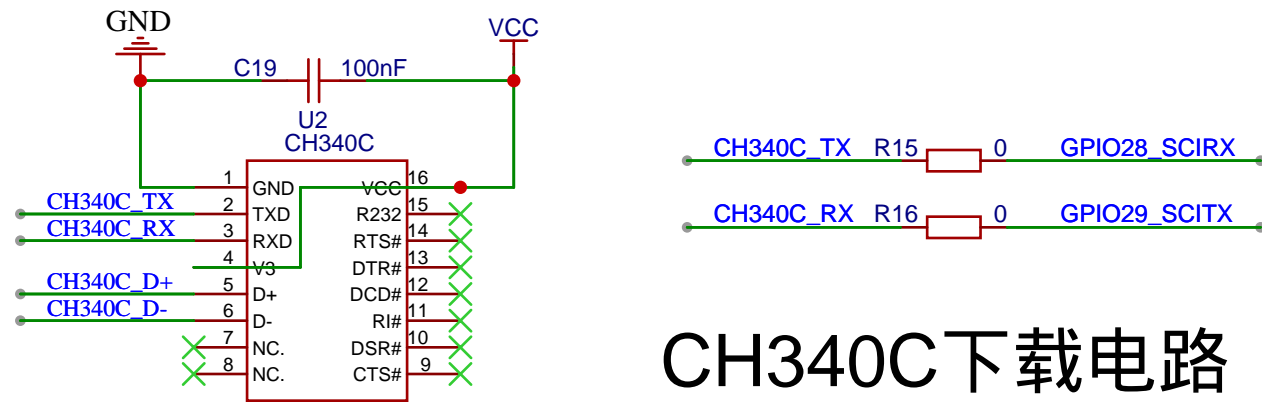 GND
VCC
C19 100nF
U2
CH340C
1 GND VCC 16
CH340C_TX 2 TXD R232 15
CH340C_RX 3 RXD RTS# 14
4 V3 DTR# 13
CH340C_D+ 5 D+ DCD# 12
CH340C_D- 6 D- RI# 11
7 NC. DSR# 10
8 NC. CTS# 9
CH340C_TX R15 0 GPIO28_SCIRX
CH340C_RX R16 0 GPIO29_SCITX
CH340C下载电路